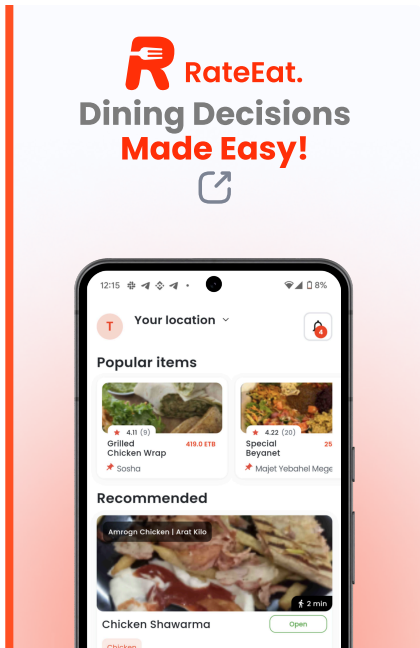 RateEat.
Dining Decisions
Made Easy!
12:15
8%
T
Your location
4
Popular items
4.11 (9)
Grilled
Chicken Wrap
419.0 ETB
Sosha
4.22 (20)
Special
Beyanet
25
Majet Yebahel Mege
Recommended
Amrogn Chicken | Arat Kilo
2 min
Chicken Shawarma
Open
Chicken